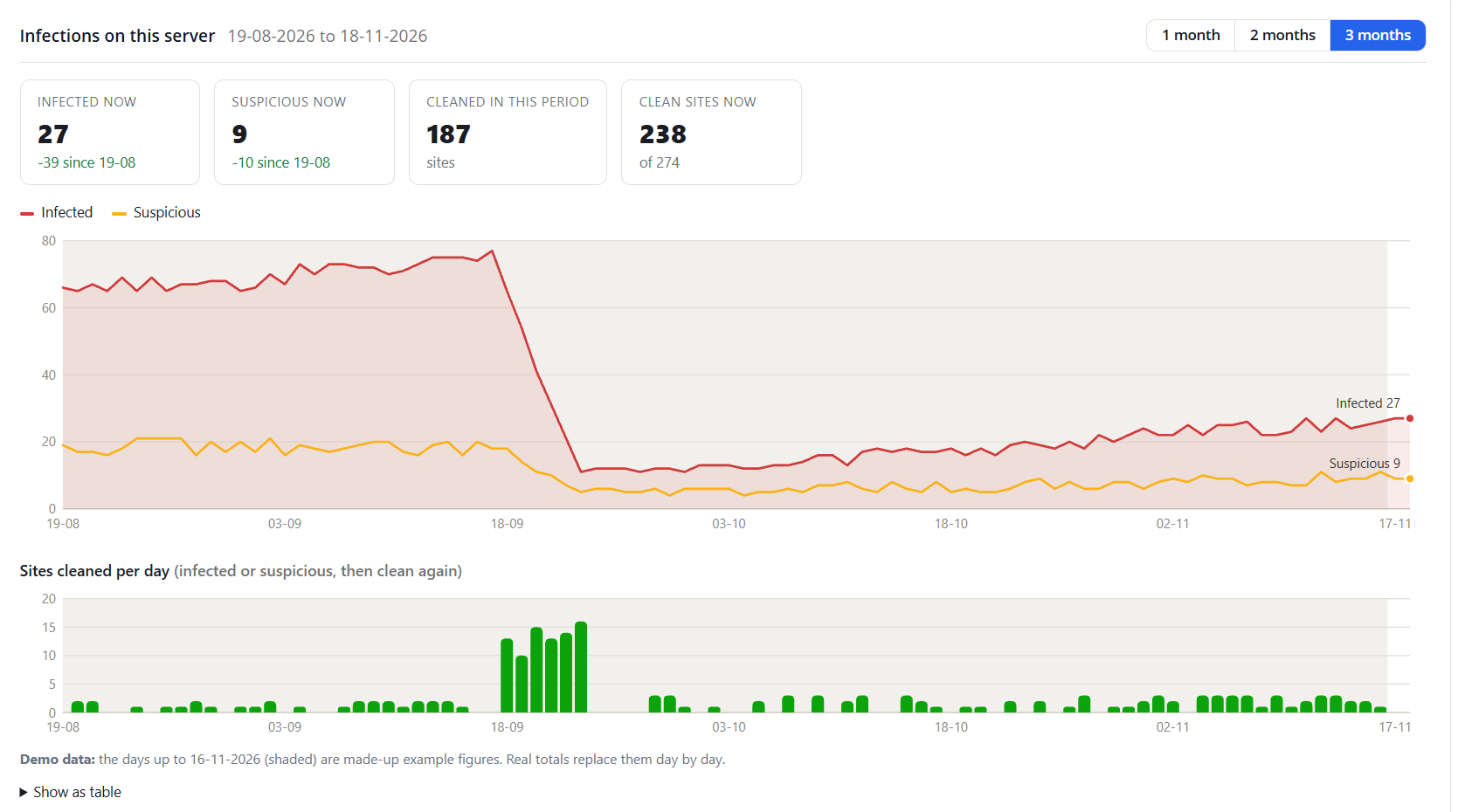 Infections on this server 19-08-2026 to 18-11-2026
1 month 2 months 3 months
INFECTED NOW
27
-39 since 19-08
SUSPICIOUS NOW
9
-10 since 19-08
CLEANED IN THIS PERIOD
187
sites
CLEAN SITES NOW
238
of 274
Infected Suspicious
80
60
40
20
0
Infected 27
Suspicious 9
19-08 03-09 18-09 03-10 18-10 02-11 17-11
Sites cleaned per day (infected or suspicious, then clean again)
20
15
10
5
0
19-08 03-09 18-09 03-10 18-10 02-11 17-11
Demo data: the days up to 16-11-2026 (shaded) are made-up example figures. Real totals replace them day by day.
Show as table